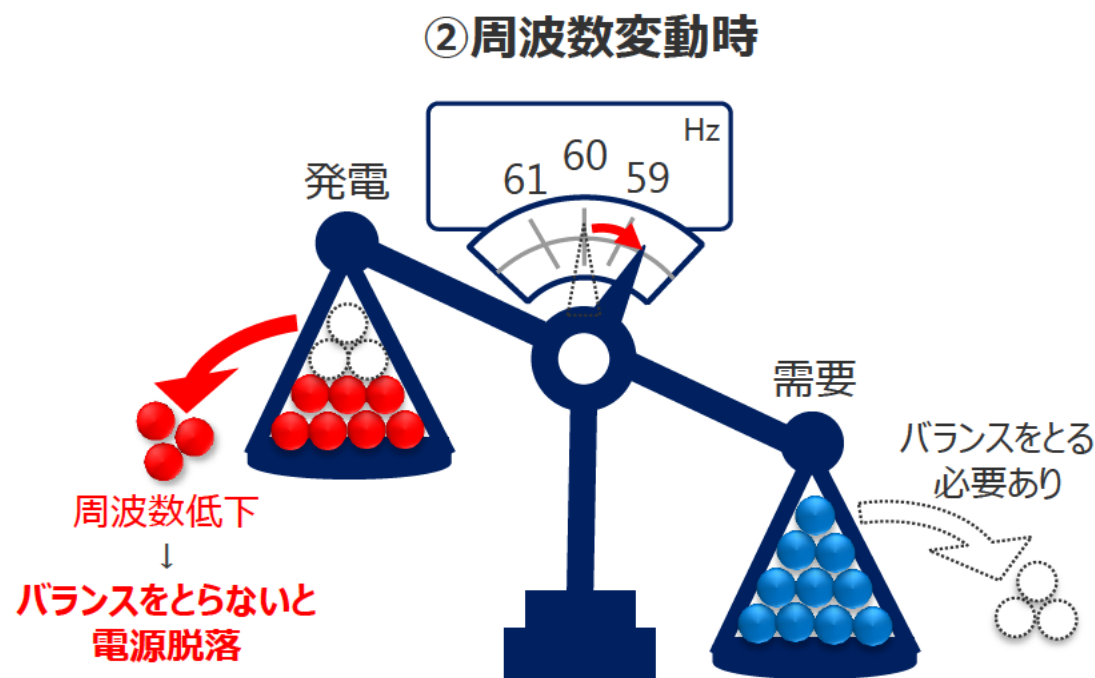 ②周波数変動時
Hz
61 60 59
発電
需要
バランスをとる
必要あり
周波数低下
↓
バランスをとらないと
電源脱落